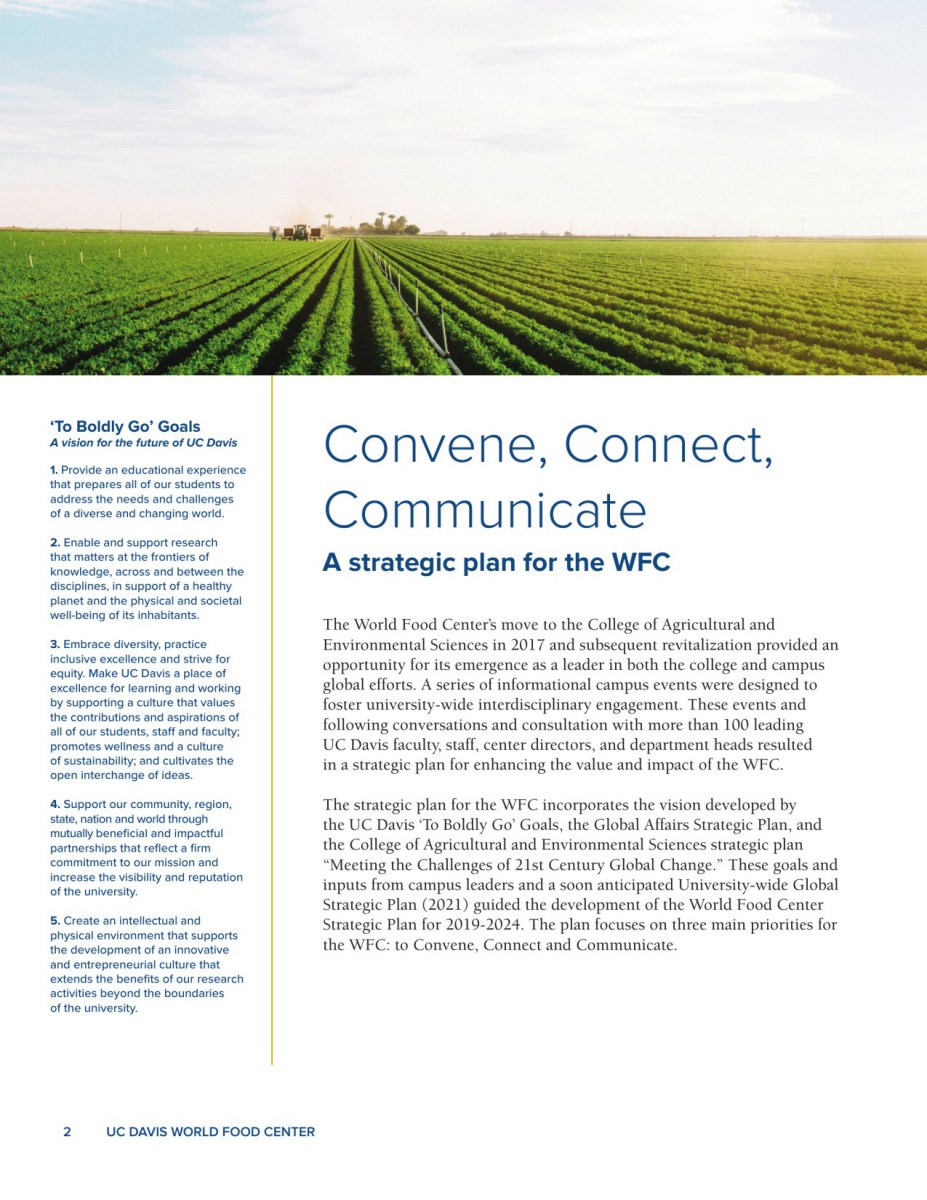 ‘To Boldly Go’ Goals
A vision for the future of UC Davis
1. Provide an educational experience
that prepares all of our students to
address the needs and challenges
of a diverse and changing world.
2. Enable and support research
that matters at the frontiers of
knowledge, across and between the
disciplines, in support of a healthy
planet and the physical and societal
well-being of its inhabitants.
3. Embrace diversity, practice
inclusive excellence and strive for
equity. Make UC Davis a place of
excellence for learning and working
by supporting a culture that values
the contributions and aspirations of
all of our students, staff and faculty;
promotes wellness and a culture
of sustainability; and cultivates the
open interchange of ideas.
4. Support our community, region,
state, nation and world through
mutually beneficial and impactful
partnerships that reflect a firm
commitment to our mission and
increase the visibility and reputation
of the university.
5. Create an intellectual and
physical environment that supports
the development of an innovative
and entrepreneurial culture that
extends the benefits of our research
activities beyond the boundaries
of the university.
Convene, Connect,
Communicate
A strategic plan for the WFC
The World Food Center’s move to the College of Agricultural and
Environmental Sciences in 2017 and subsequent revitalization provided an
opportunity for its emergence as a leader in both the college and campus
global efforts. A series of informational campus events were designed to
foster university-wide interdisciplinary engagement. These events and
following conversations and consultation with more than 100 leading
UC Davis faculty, staff, center directors, and department heads resulted
in a strategic plan for enhancing the value and impact of the WFC.
The strategic plan for the WFC incorporates the vision developed by
the UC Davis ‘To Boldly Go’ Goals, the Global Affairs Strategic Plan, and
the College of Agricultural and Environmental Sciences strategic plan
“Meeting the Challenges of 21st Century Global Change.” These goals and
inputs from campus leaders and a soon anticipated University-wide Global
Strategic Plan (2021) guided the development of the World Food Center
Strategic Plan for 2019-2024. The plan focuses on three main priorities for
the WFC: to Convene, Connect and Communicate.
2 UC DAVIS WORLD FOOD CENTER